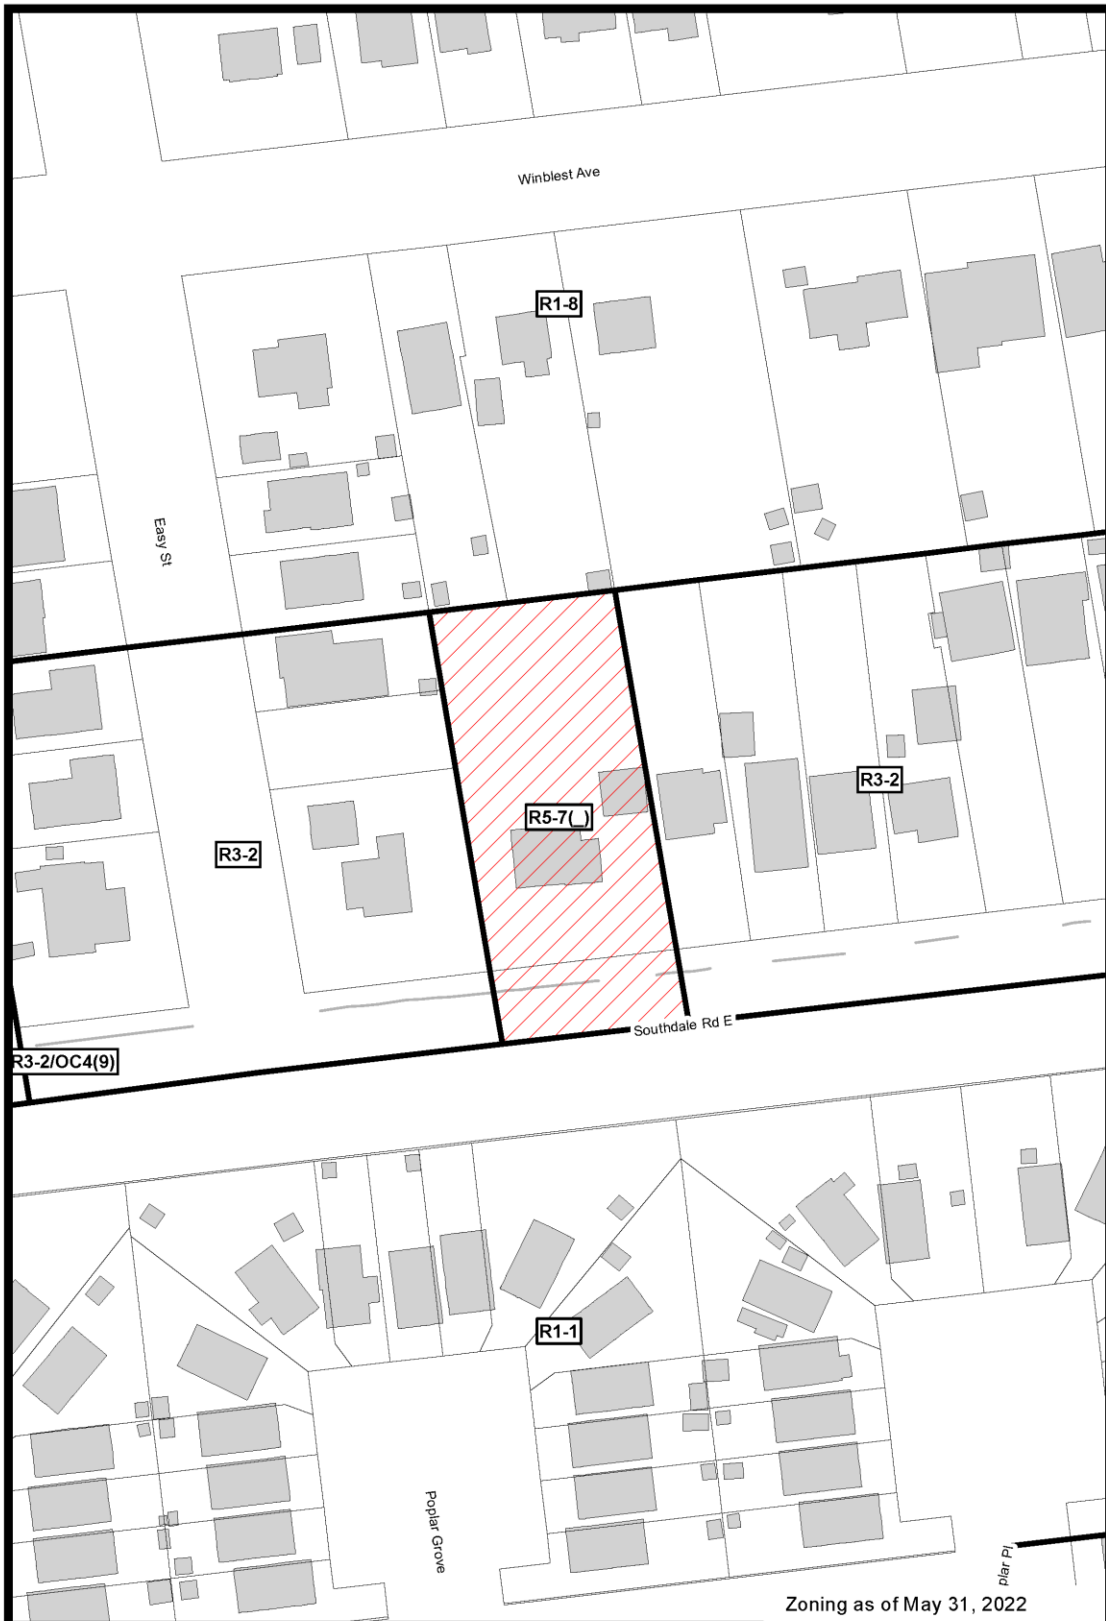 Winblest Ave
R1-8
Easy St
R5-7(_)
R3-2
R3-2
Southdale Rd E
R3-2/OC4(9)
R1-1
Poplar Grove
plar Pl
Zoning as of May 31, 2022